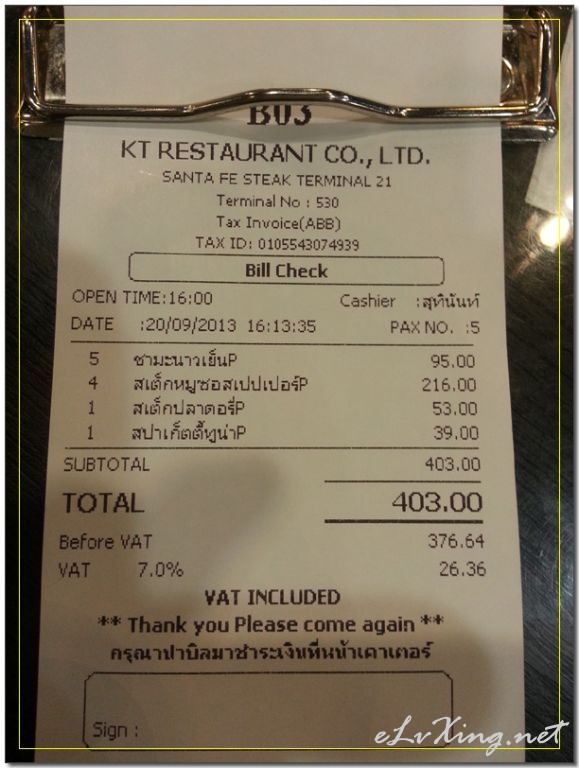 B03
KT RESTAURANT CO., LTD.
SANTA FE STEAK TERMINAL 21
Terminal No : 530
Tax Invoice(ABB)
TAX ID: 0105543074939
Bill Check
OPEN TIME:16:00 Cashier :สุทินันท์
DATE :20/09/2013 16:13:35 PAX NO. :5
5 ชามะนาวเย็นP 95.00
4 สเต็กหมูซอสเปปเปอร์P 216.00
1 สเต็กปลาดอรี่P 53.00
1 สปาเก็ตตี้ทูน่าP 39.00
SUBTOTAL 403.00
TOTAL 403.00
Before VAT 376.64
VAT 7.0% 26.36
VAT INCLUDED
** Thank you Please come again **
กรุณานำบิลมาชำระเงินที่หน้าเคาเตอร์
Sign :
eLvXing.net